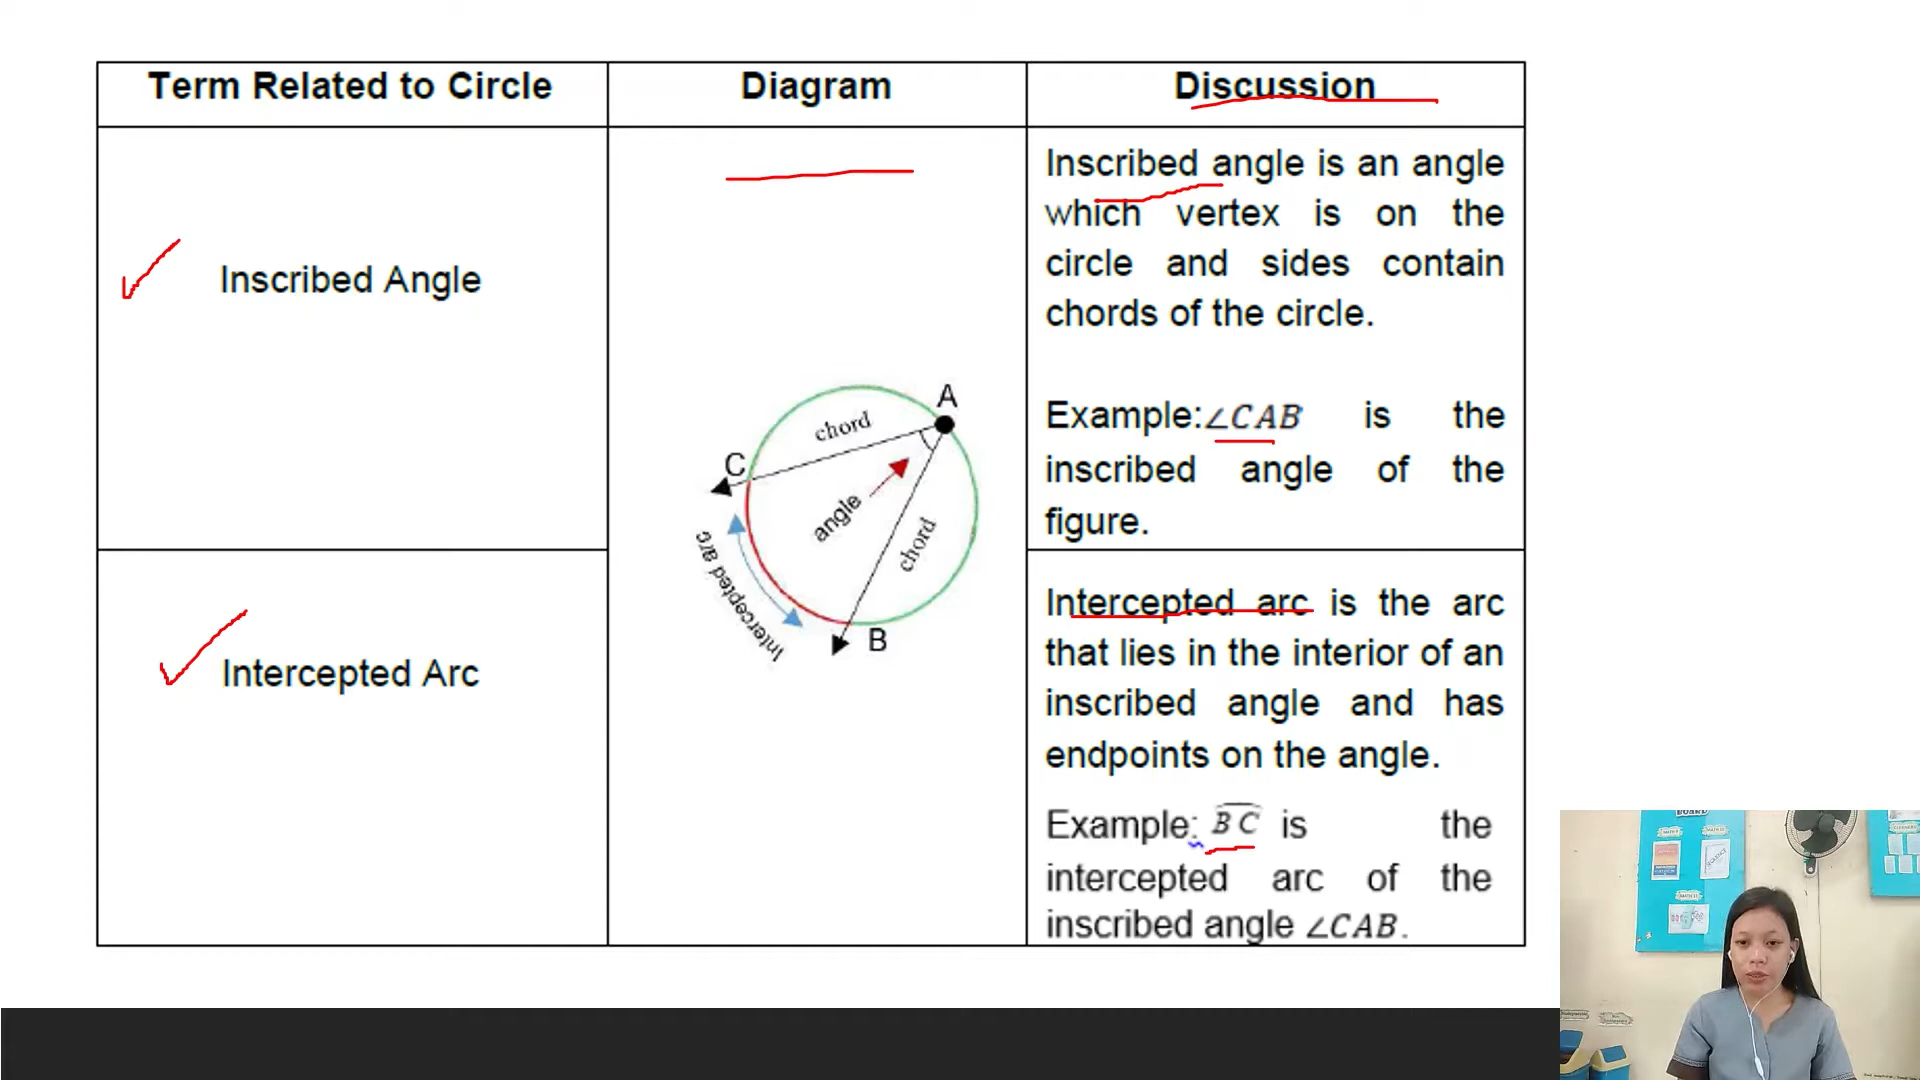 Term Related to Circle
Diagram
Discussion
Inscribed Angle
Inscribed angle is an angle
which vertex is on the
circle and sides contain
chords of the circle.
Example:∠CAB is the
inscribed angle of the
figure.
A
chord
C
angle
chord
Intercepted arc
B
Intercepted Arc
Intercepted arc is the arc
that lies in the interior of an
inscribed angle and has
endpoints on the angle.
Example: BC is the
intercepted arc of the
inscribed angle ∠CAB.